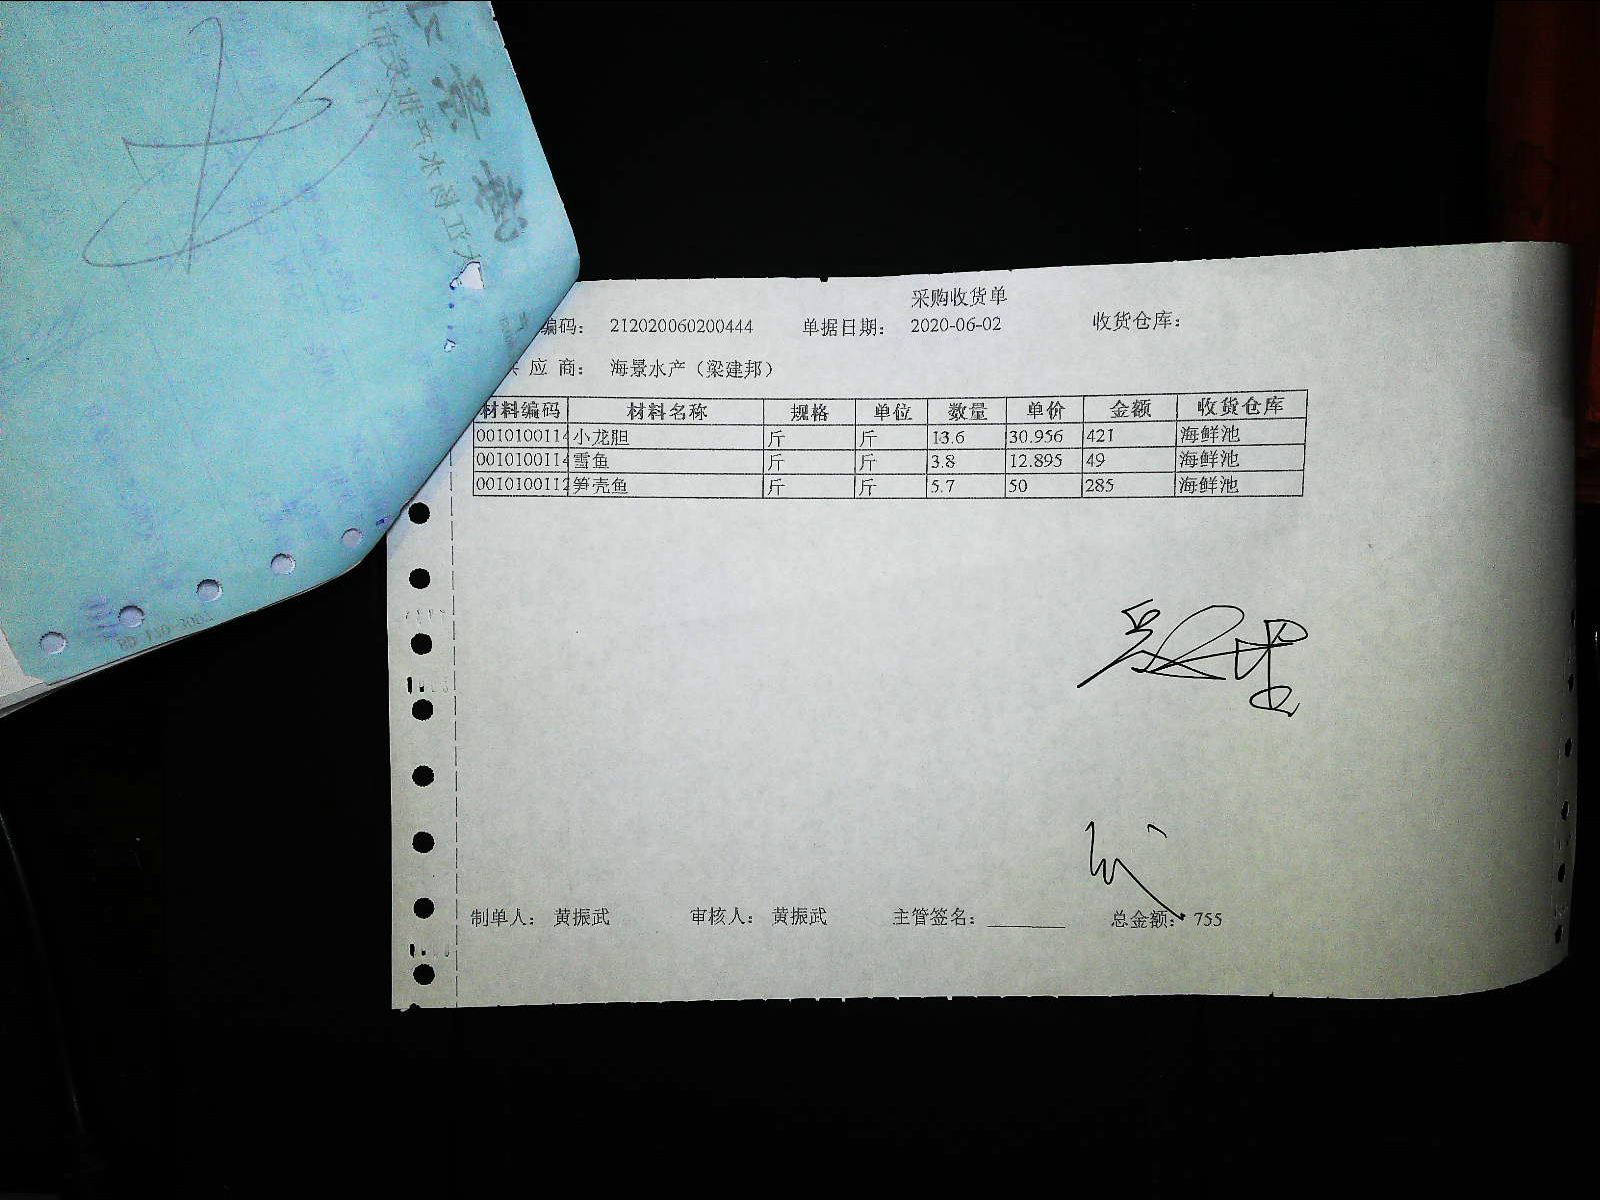 采购收货单
编码： 212020060200444 单据日期： 2020-06-02 收货仓库：
应 商： 海景水产（梁建邦）
材料编码 材料名称 规格 单位 数量 单价 金额 收货仓库
0010100114 小龙胆 斤 斤 13.6 30.956 421 海鲜池
0010100114 雪鱼 斤 斤 3.8 12.895 49 海鲜池
0010100112 笋壳鱼 斤 斤 5.7 50 285 海鲜池
制单人： 黄振武 审核人： 黄振武 主管签名： ________ 总金额： 755